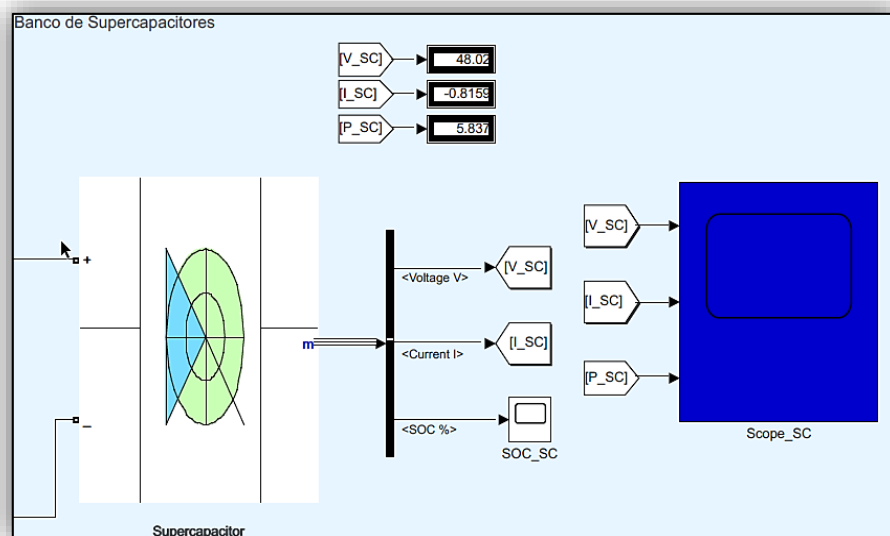 Banco de Supercapacitores
[V_SC]
48.02
[I_SC]
-0.8159
[P_SC]
5.837
+
m
_
<Voltage V>
[V_SC]
<Current I>
[I_SC]
<SOC %>
SOC_SC
[V_SC]
[I_SC]
[P_SC]
Scope_SC
Supercapacitor